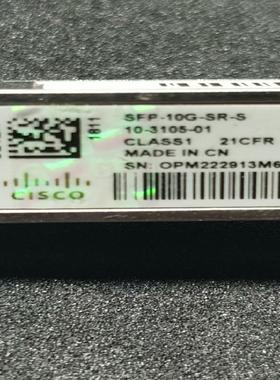 SFP-10G-SR-S
10-3105-01
CLASS1 21CFR
MADE IN CN
SN: OPM222913M6
1811
CISCO